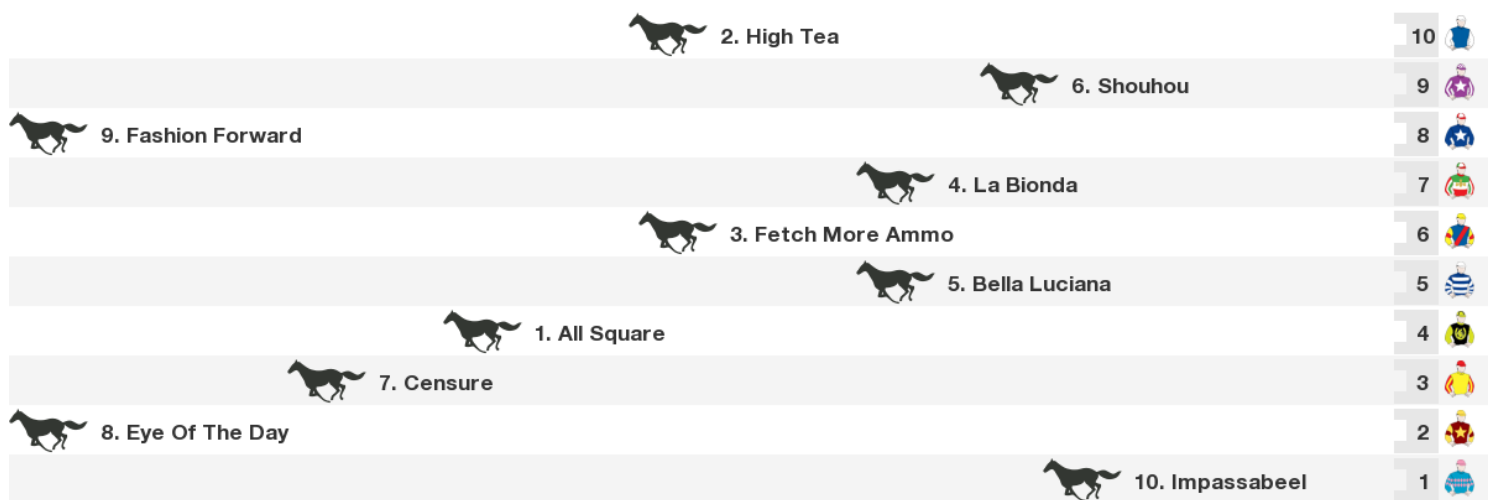 2. High Tea 10
6. Shouhou 9
9. Fashion Forward 8
4. La Bionda 7
3. Fetch More Ammo 6
5. Bella Luciana 5
1. All Square 4
7. Censure 3
8. Eye Of The Day 2
10. Impassabeel 1